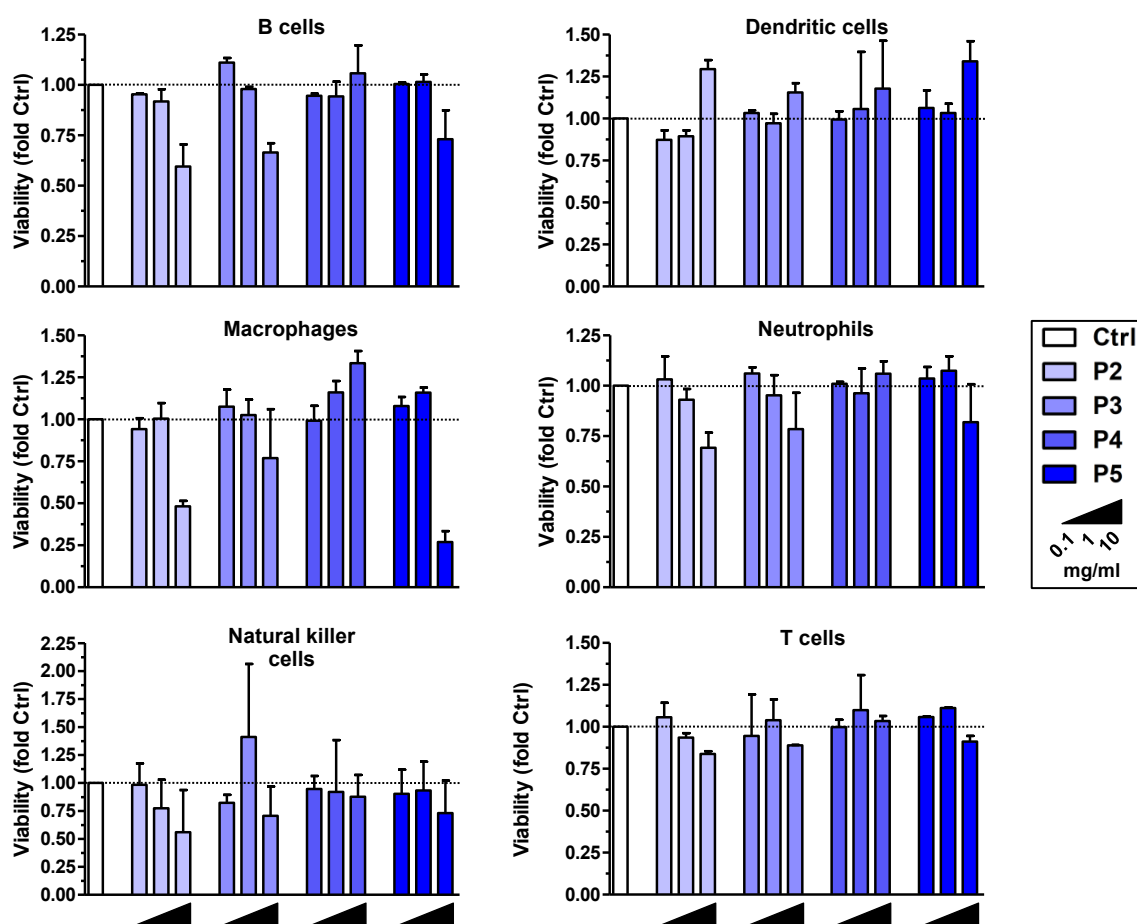 B cells
Viability (fold Ctrl)
1.25
1.00
0.75
0.50
0.25
0.00
Dendritic cells
Viability (fold Ctrl)
1.50
1.25
1.00
0.75
0.50
0.25
0.00
Macrophages
Viability (fold Ctrl)
1.50
1.25
1.00
0.75
0.50
0.25
0.00
Neutrophils
Vability (fold Ctrl)
1.25
1.00
0.75
0.50
0.25
0.00
Ctrl
P2
P3
P4
P5
0.1 1 10
mg/ml
Natural killer
cells
Viability (fold Ctrl)
2.25
2.00
1.75
1.50
1.25
1.00
0.75
0.50
0.25
0.00
T cells
Viability (fold Ctrl)
1.50
1.25
1.00
0.75
0.50
0.25
0.00